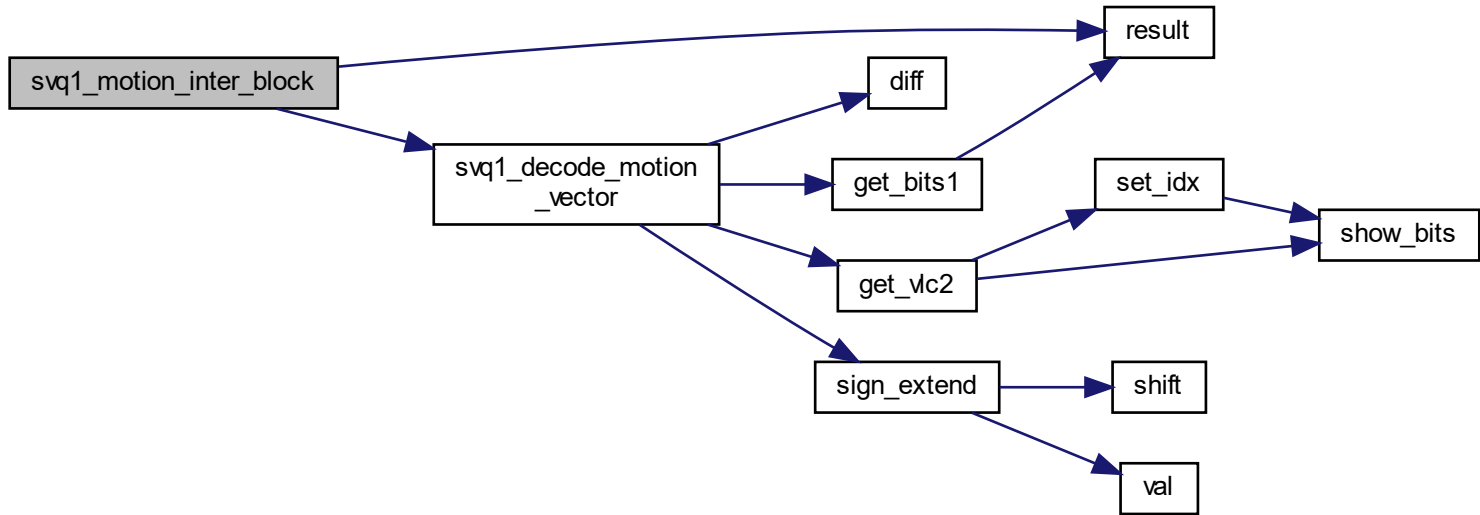 svq1_motion_inter_block
result
diff
svq1_decode_motion
_vector
get_bits1
set_idx
show_bits
get_vlc2
sign_extend
shift
val